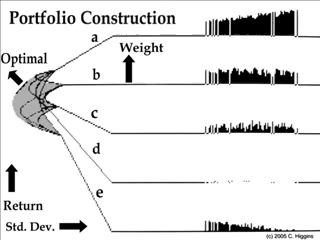 Portfolio Construction
a
Weight
Optimal
b
c
d
e
Return
Std. Dev.
(c) 2005 C. Higgins